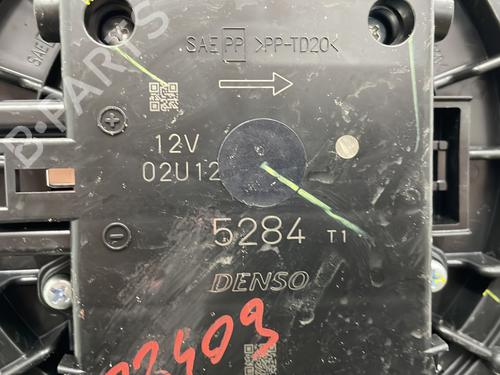 SAE PP >PP-TD20<
12V
02U12
5284 T1
DENSO
B-PARTS